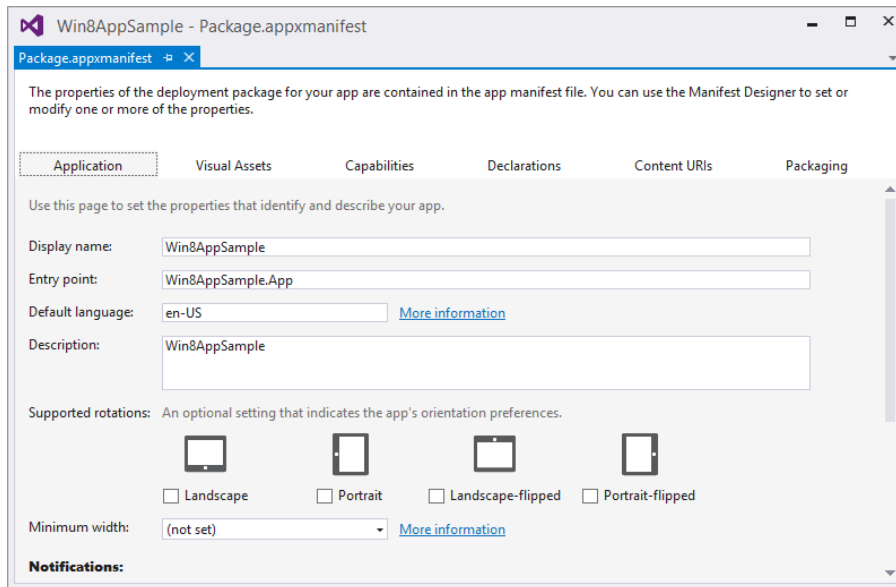 Win8AppSample - Package.appxmanifest
Package.appxmanifest
The properties of the deployment package for your app are contained in the app manifest file. You can use the Manifest Designer to set or
modify one or more of the properties.
Application Visual Assets Capabilities Declarations Content URIs Packaging
Use this page to set the properties that identify and describe your app.
Display name: Win8AppSample
Entry point: Win8AppSample.App
Default language: en-US More information
Description: Win8AppSample
Supported rotations: An optional setting that indicates the app's orientation preferences.
Landscape Portrait Landscape-flipped Portrait-flipped
Minimum width: (not set) More information
Notifications: